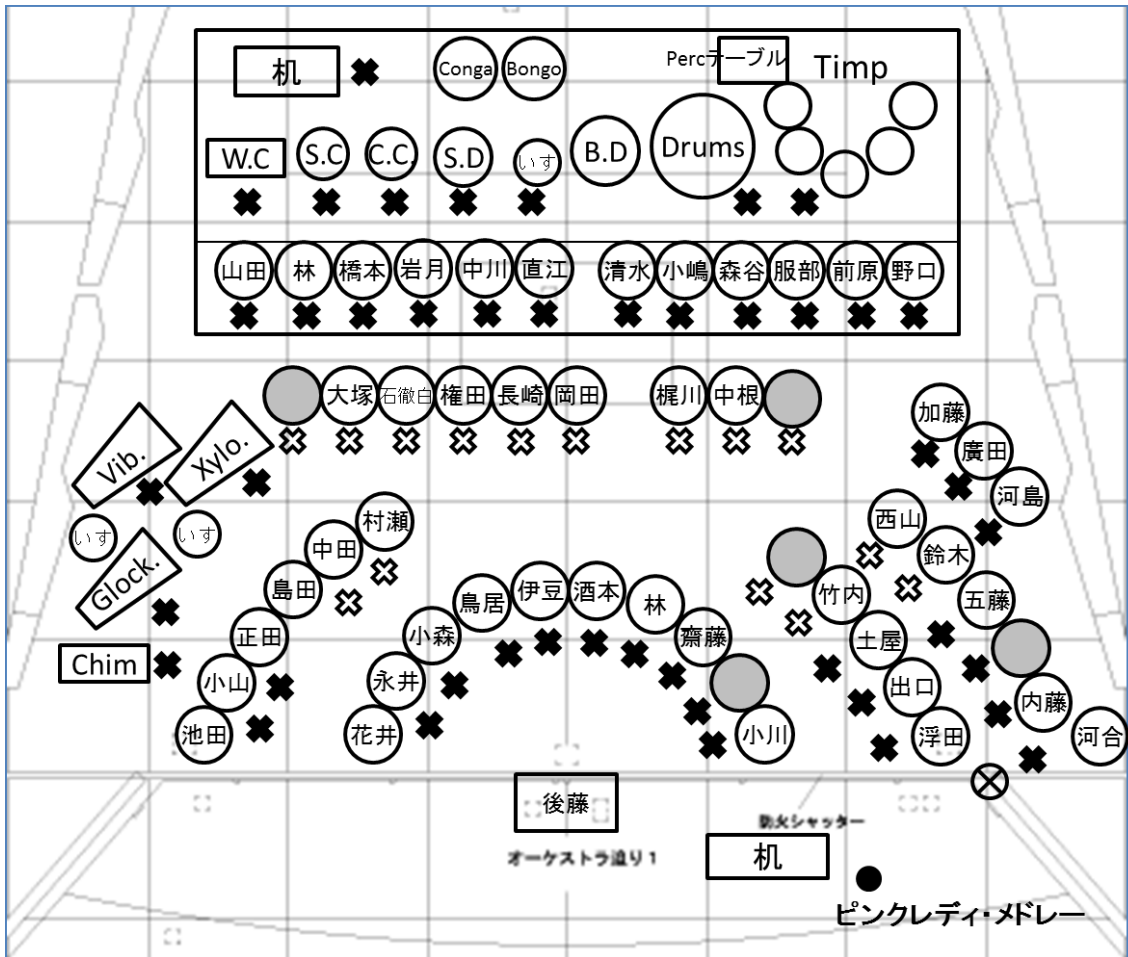 机 Conga Bongo Percテーブル Timp
W.C S.C C.C. S.D いす B.D Drums
山田 林 橋本 岩月 中川 直江 清水 小嶋 森谷 服部 前原 野口
大塚 石徹白 権田 長崎 岡田 梶川 中根
加藤
廣田
河島
Vib. Xylo.
いす いす
Glock.
Chim
村瀬
中田
島田
正田
小山
池田
鳥居 伊豆 酒本 林
小森 齋藤
永井
花井 小川
西山
鈴木
竹内 五藤
土屋
出口 内藤
浮田 河合
後藤
防火シャッター
オーケストラ迫り1
机
ピンクレディ・メドレー